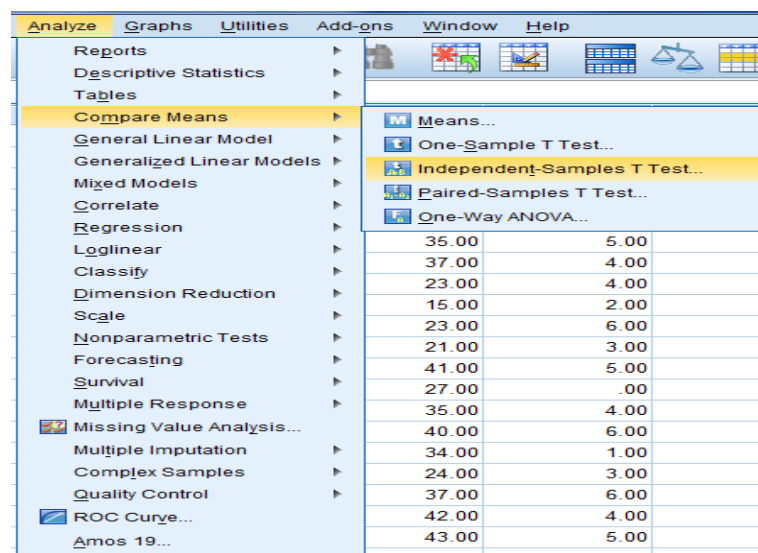 Analyze Graphs Utilities Add-ons Window Help
Reports
Descriptive Statistics
Tables
Compare Means
General Linear Model
Generalized Linear Models
Mixed Models
Correlate
Regression
Loglinear
Classify
Dimension Reduction
Scale
Nonparametric Tests
Forecasting
Survival
Multiple Response
Missing Value Analysis...
Multiple Imputation
Complex Samples
Quality Control
ROC Curve...
Amos 19...
M Means...
t One-Sample T Test...
Independent-Samples T Test...
Paired-Samples T Test...
One-Way ANOVA...
35.00 5.00
37.00 4.00
23.00 4.00
15.00 2.00
23.00 6.00
21.00 3.00
41.00 5.00
27.00 .00
35.00 4.00
40.00 6.00
34.00 1.00
24.00 3.00
37.00 6.00
42.00 4.00
43.00 5.00